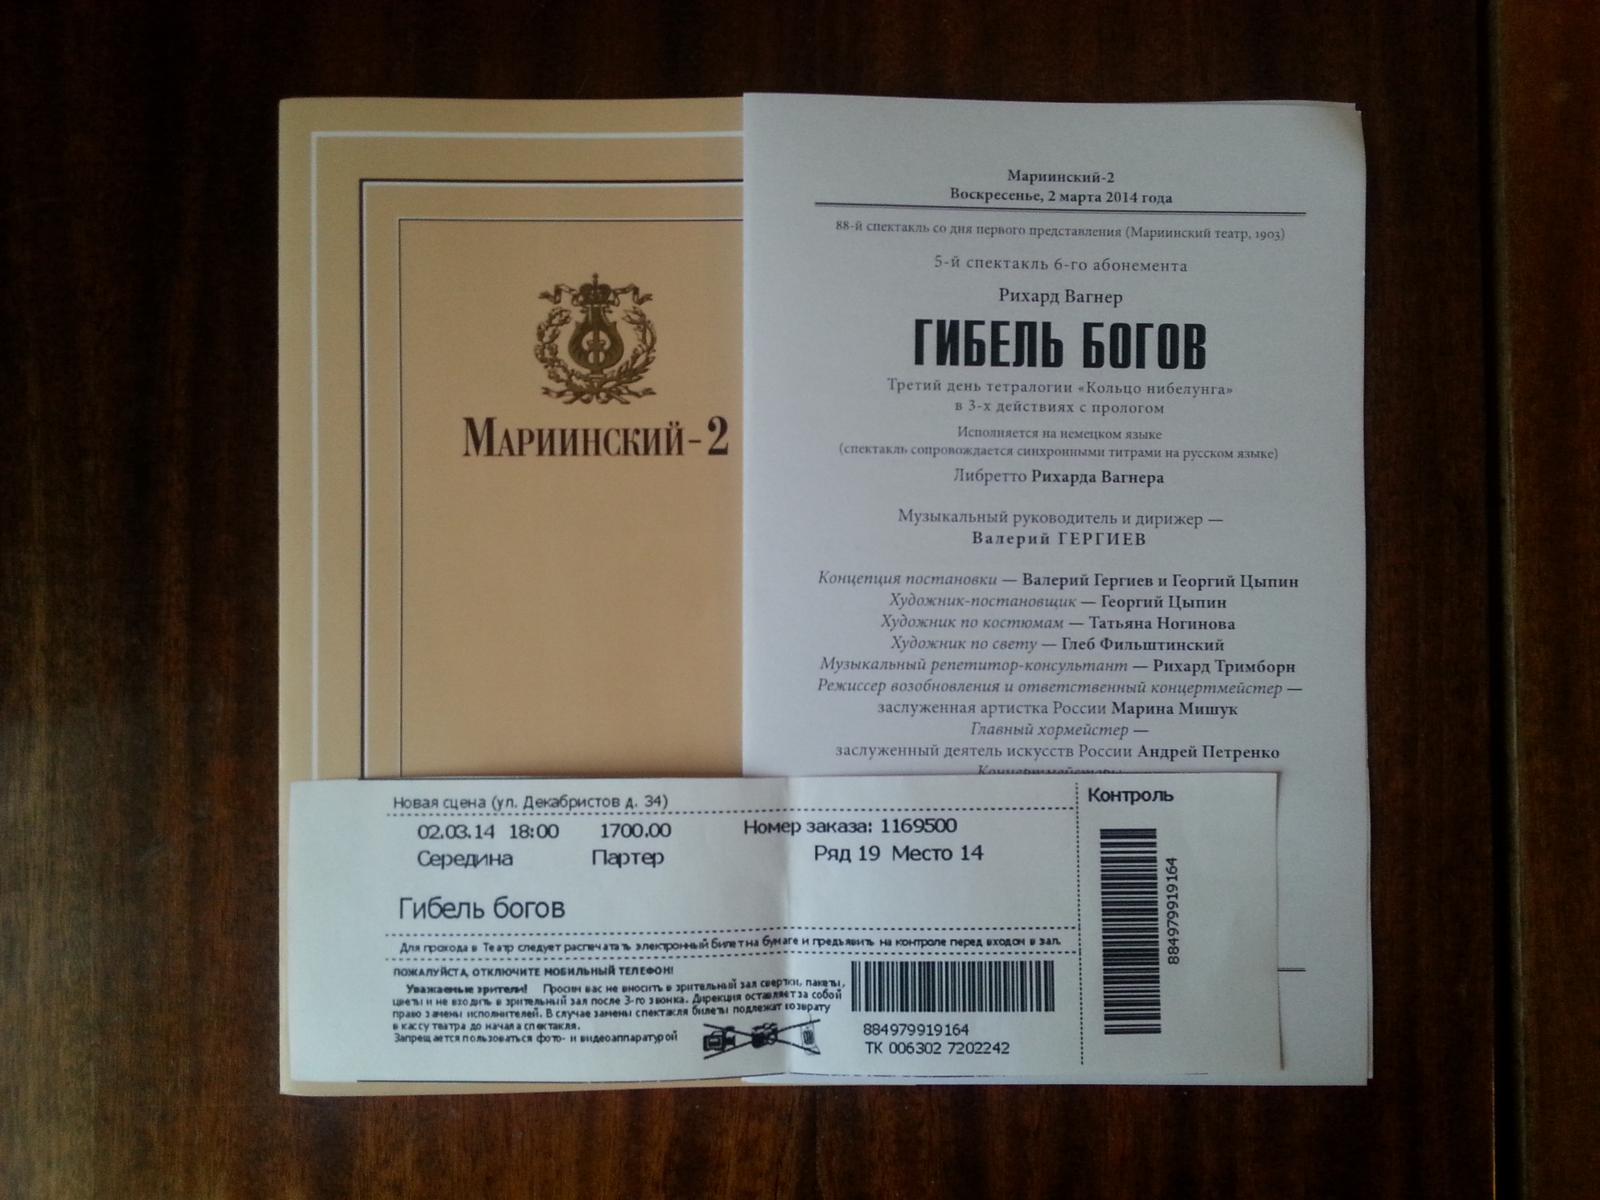 Мариинский-2
Мариинский-2
Воскресенье, 2 марта 2014 года
88-й спектакль со дня первого представления (Мариинский театр, 1903)
5-й спектакль 6-го абонемента
Рихард Вагнер
ГИБЕЛЬ БОГОВ
Третий день тетралогии «Кольцо нибелунга»
в 3-х действиях с прологом
Исполняется на немецком языке
(спектакль сопровождается синхронными титрами на русском языке)
Либретто Рихарда Вагнера
Музыкальный руководитель и дирижер —
Валерий ГЕРГИЕВ
Концепция постановки — Валерий Гергиев и Георгий Цыпин
Художник-постановщик — Георгий Цыпин
Художник по костюмам — Татьяна Ногинова
Художник по свету — Глеб Фильштинский
Музыкальный репетитор-консультант — Рихард Тримборн
Режиссер возобновления и ответственный концертмейстер —
заслуженная артистка России Марина Мишук
Главный хормейстер —
заслуженный деятель искусств России Андрей Петренко
Концертмейстеры
Новая сцена (ул. Декабристов д. 34)
02.03.14 18:00 1700.00 Номер заказа: 1169500
Середина Партер Ряд 19 Место 14
Гибель богов
Для прохода в Театр следует распечатать электронный билет на бумаге и предъявить на контроле перед входом в зал.
ПОЖАЛУЙСТА, ОТКЛЮЧИТЕ МОБИЛЬНЫЙ ТЕЛЕФОН!
Уважаемые зрители! Просим вас не вносить в зрительный зал свертки, пакеты,
цветы и не входить в зрительный зал после 3-го звонка. Дирекция оставляет за собой
право замены исполнителей. В случае замены спектакля билеты подлежат возврату
в кассу театра до начала спектакля.
Запрещается пользоваться фото- и видеоаппаратурой
884979919164
ТК 006302 7202242
Контроль
884979919164